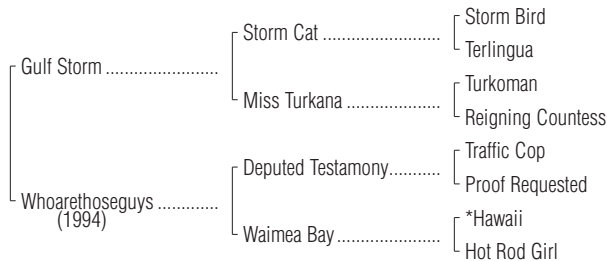 Storm Bird
Storm Cat ........................
Terlingua
Gulf Storm .......................
Turkoman
Miss Turkana ...................
Reigning Countess
Traffic Cop
Deputed Testamony..........
Proof Requested
Whoarethoseguys ............
(1994)
*Hawaii
Waimea Bay .....................
Hot Rod Girl